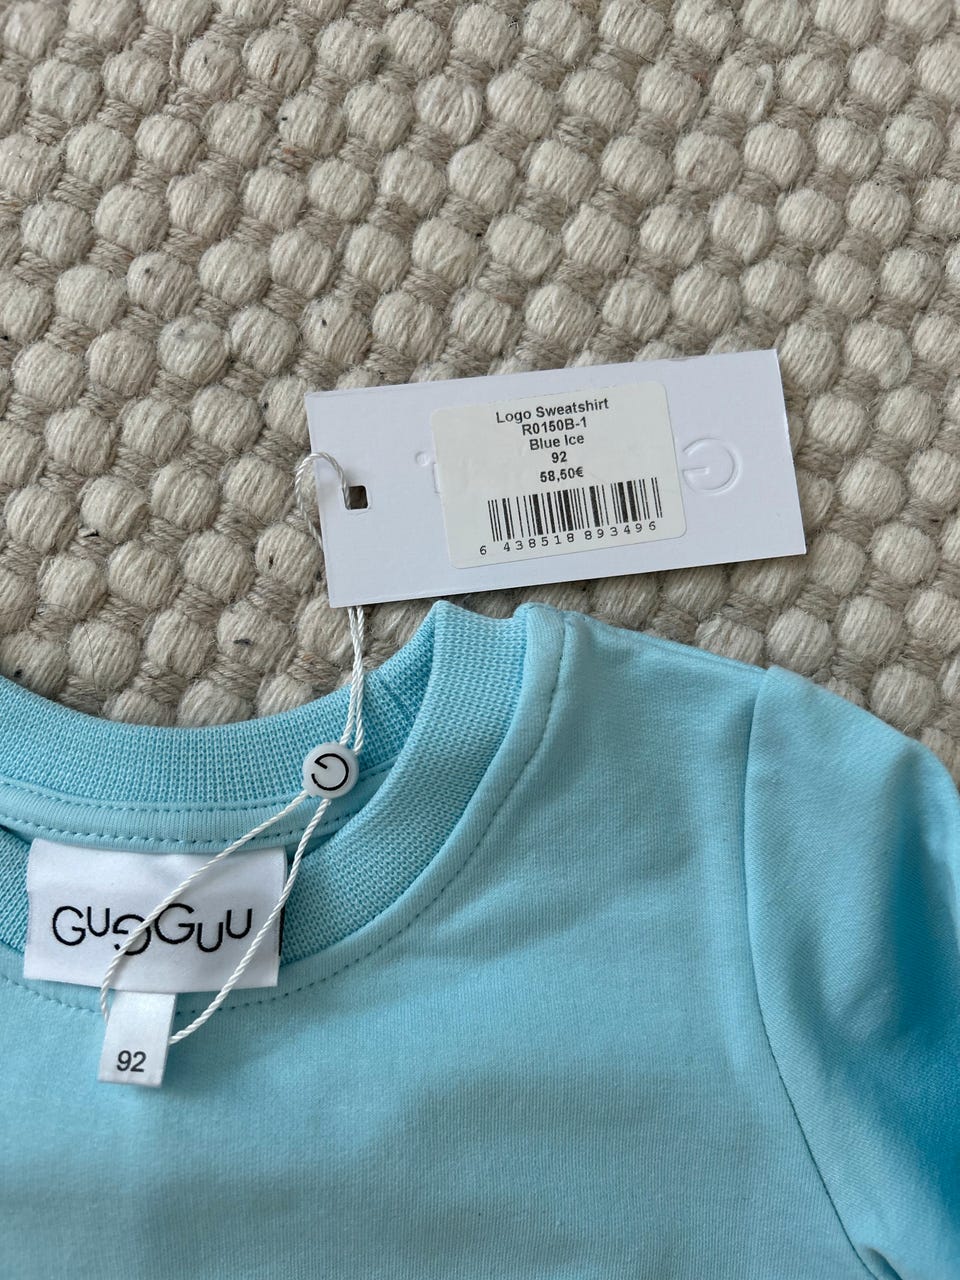 Logo Sweatshirt
R0150B-1
Blue Ice
92
58,50€
6 438518 893496
GUGGUU
92